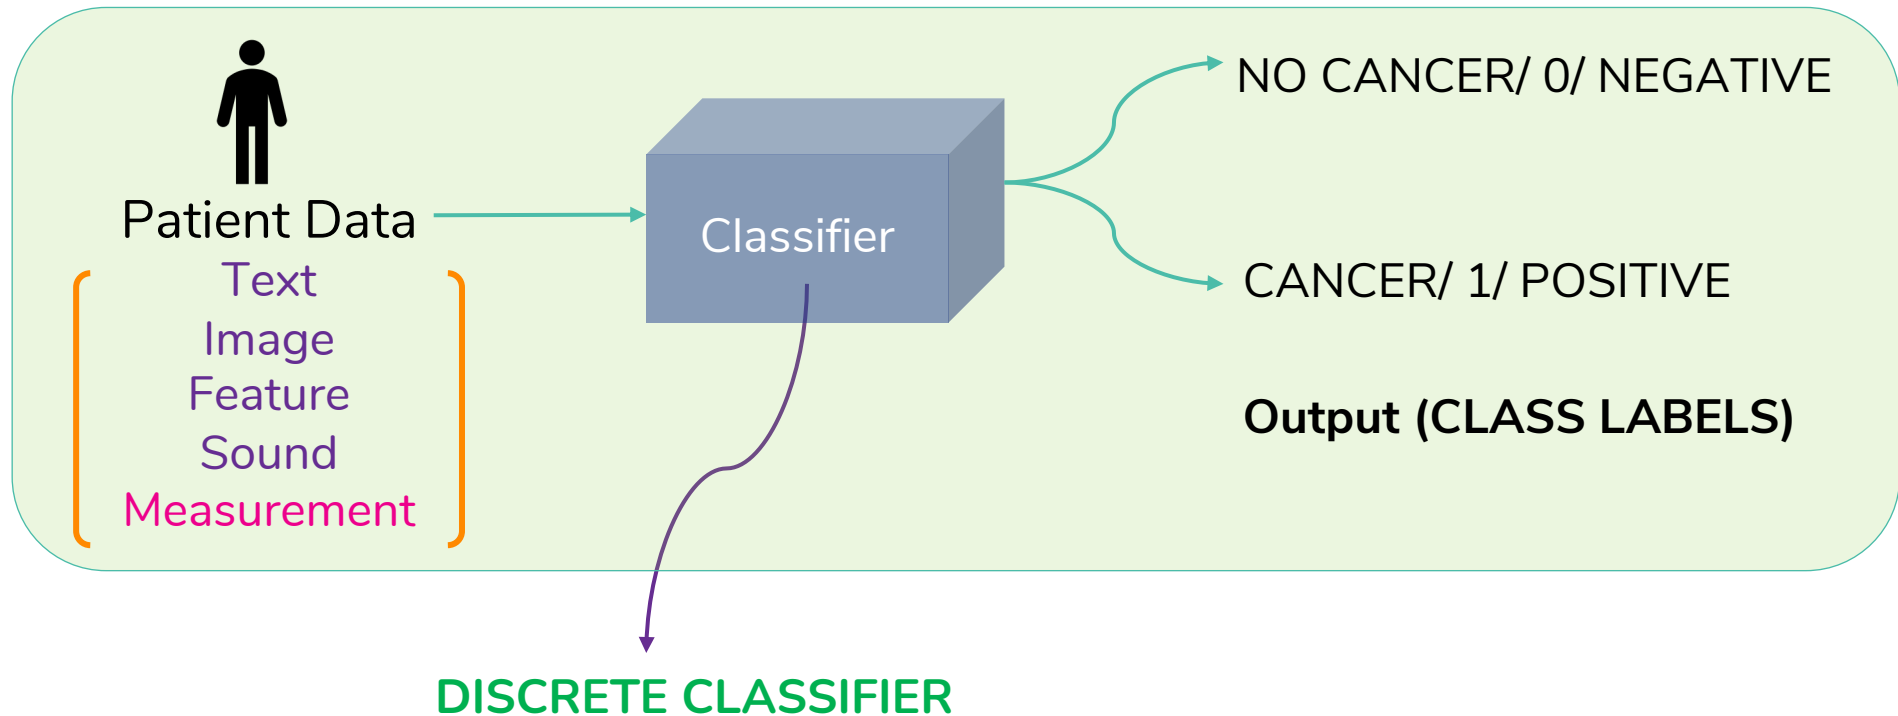 Patient Data
Text
Image
Feature
Sound
Measurement
Classifier
NO CANCER/ 0/ NEGATIVE
CANCER/ 1/ POSITIVE
Output (CLASS LABELS)
DISCRETE CLASSIFIER